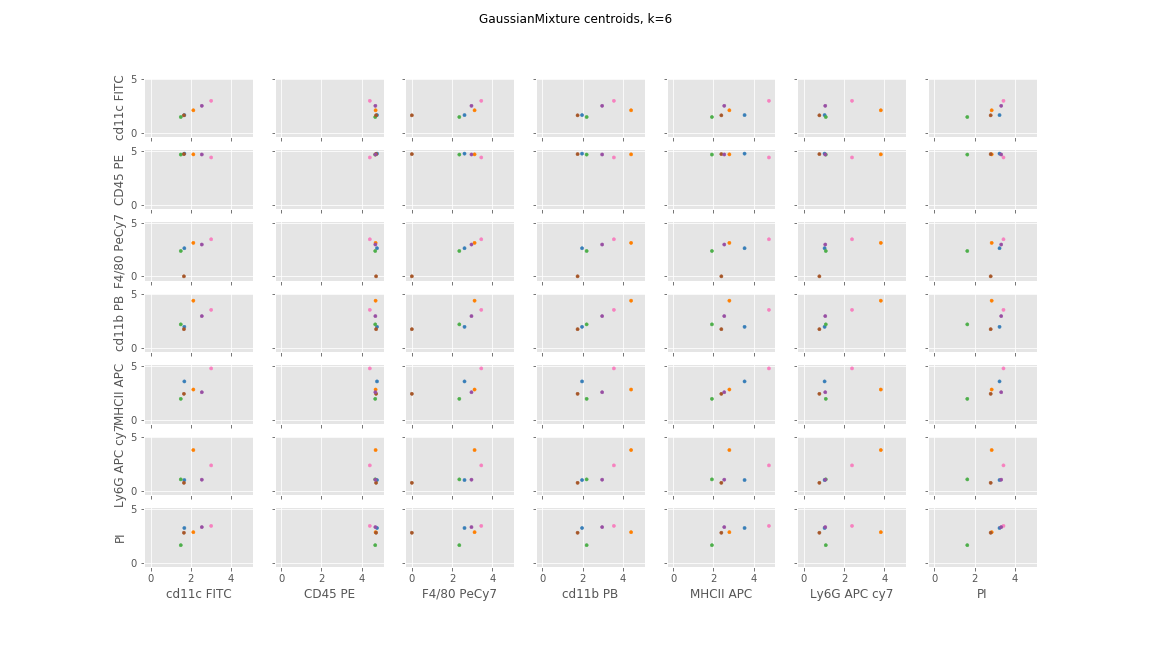 GaussianMixture centroids, k=6
cd11c FITC
5
0
CD45 PE
5
0
F4/80 PeCy7
5
0
cd11b PB
5
0
MHCII APC
5
0
Ly6G APC cy7
5
0
PI
5
0
0 2 4 0 2 4 0 2 4 0 2 4 0 2 4 0 2 4 0 2 4
cd11c FITC CD45 PE F4/80 PeCy7 cd11b PB MHCII APC Ly6G APC cy7 PI